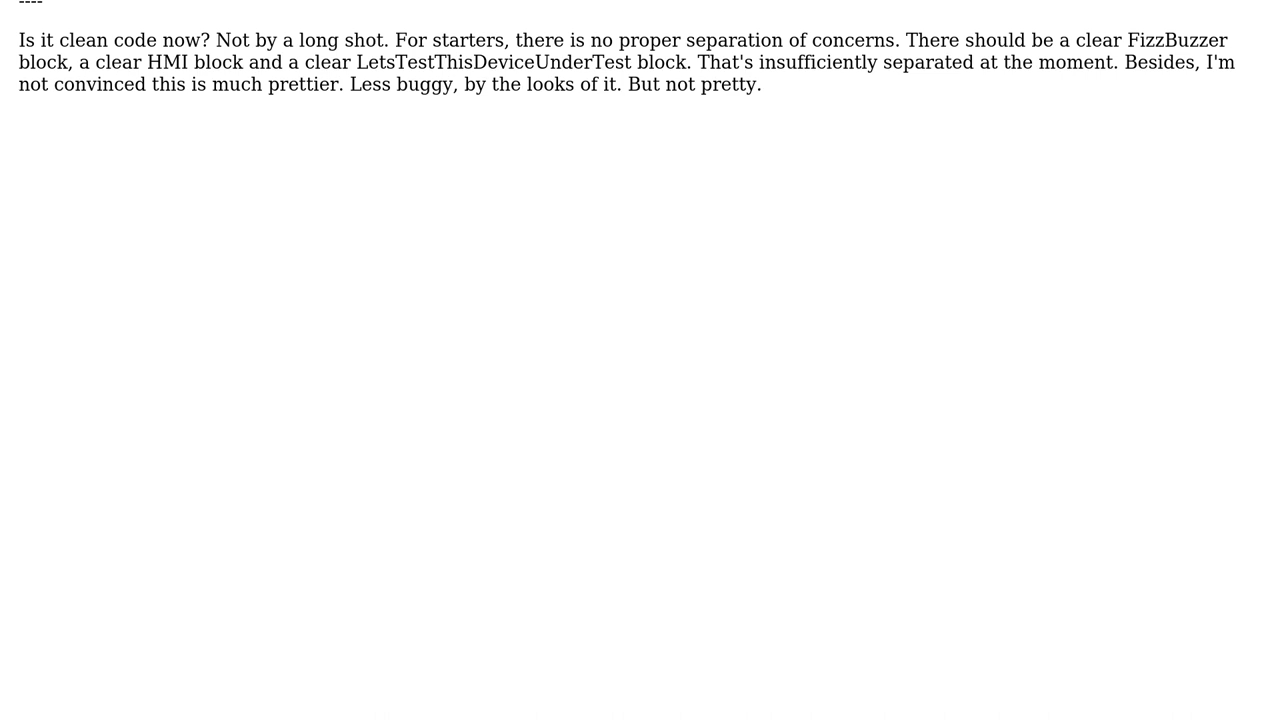 ----
Is it clean code now? Not by a long shot. For starters, there is no proper separation of concerns. There should be a clear FizzBuzzer
block, a clear HMI block and a clear LetsTestThisDeviceUnderTest block. That's insufficiently separated at the moment. Besides, I'm
not convinced this is much prettier. Less buggy, by the looks of it. But not pretty.